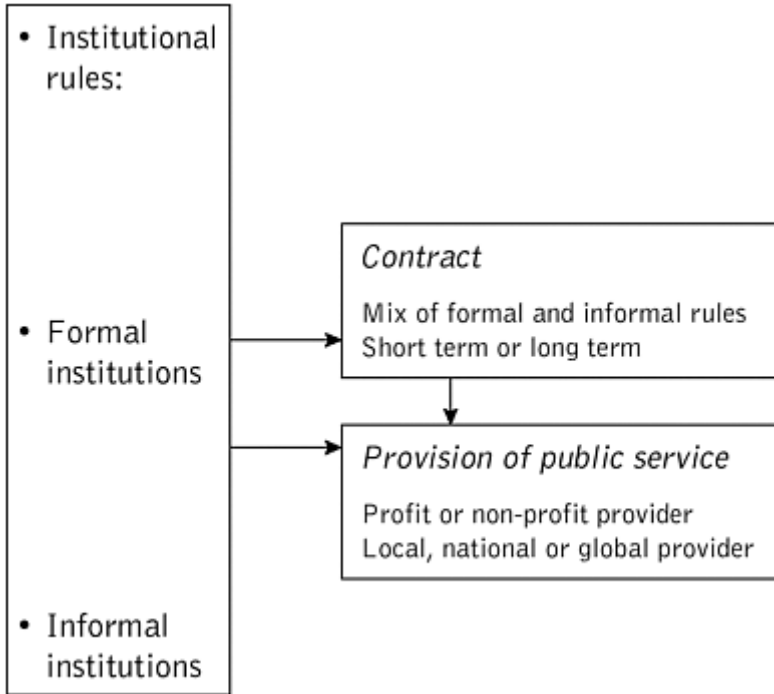 • Institutional
rules:
• Formal
institutions
• Informal
institutions
Contract
Mix of formal and informal rules
Short term or long term
Provision of public service
Profit or non-profit provider
Local, national or global provider